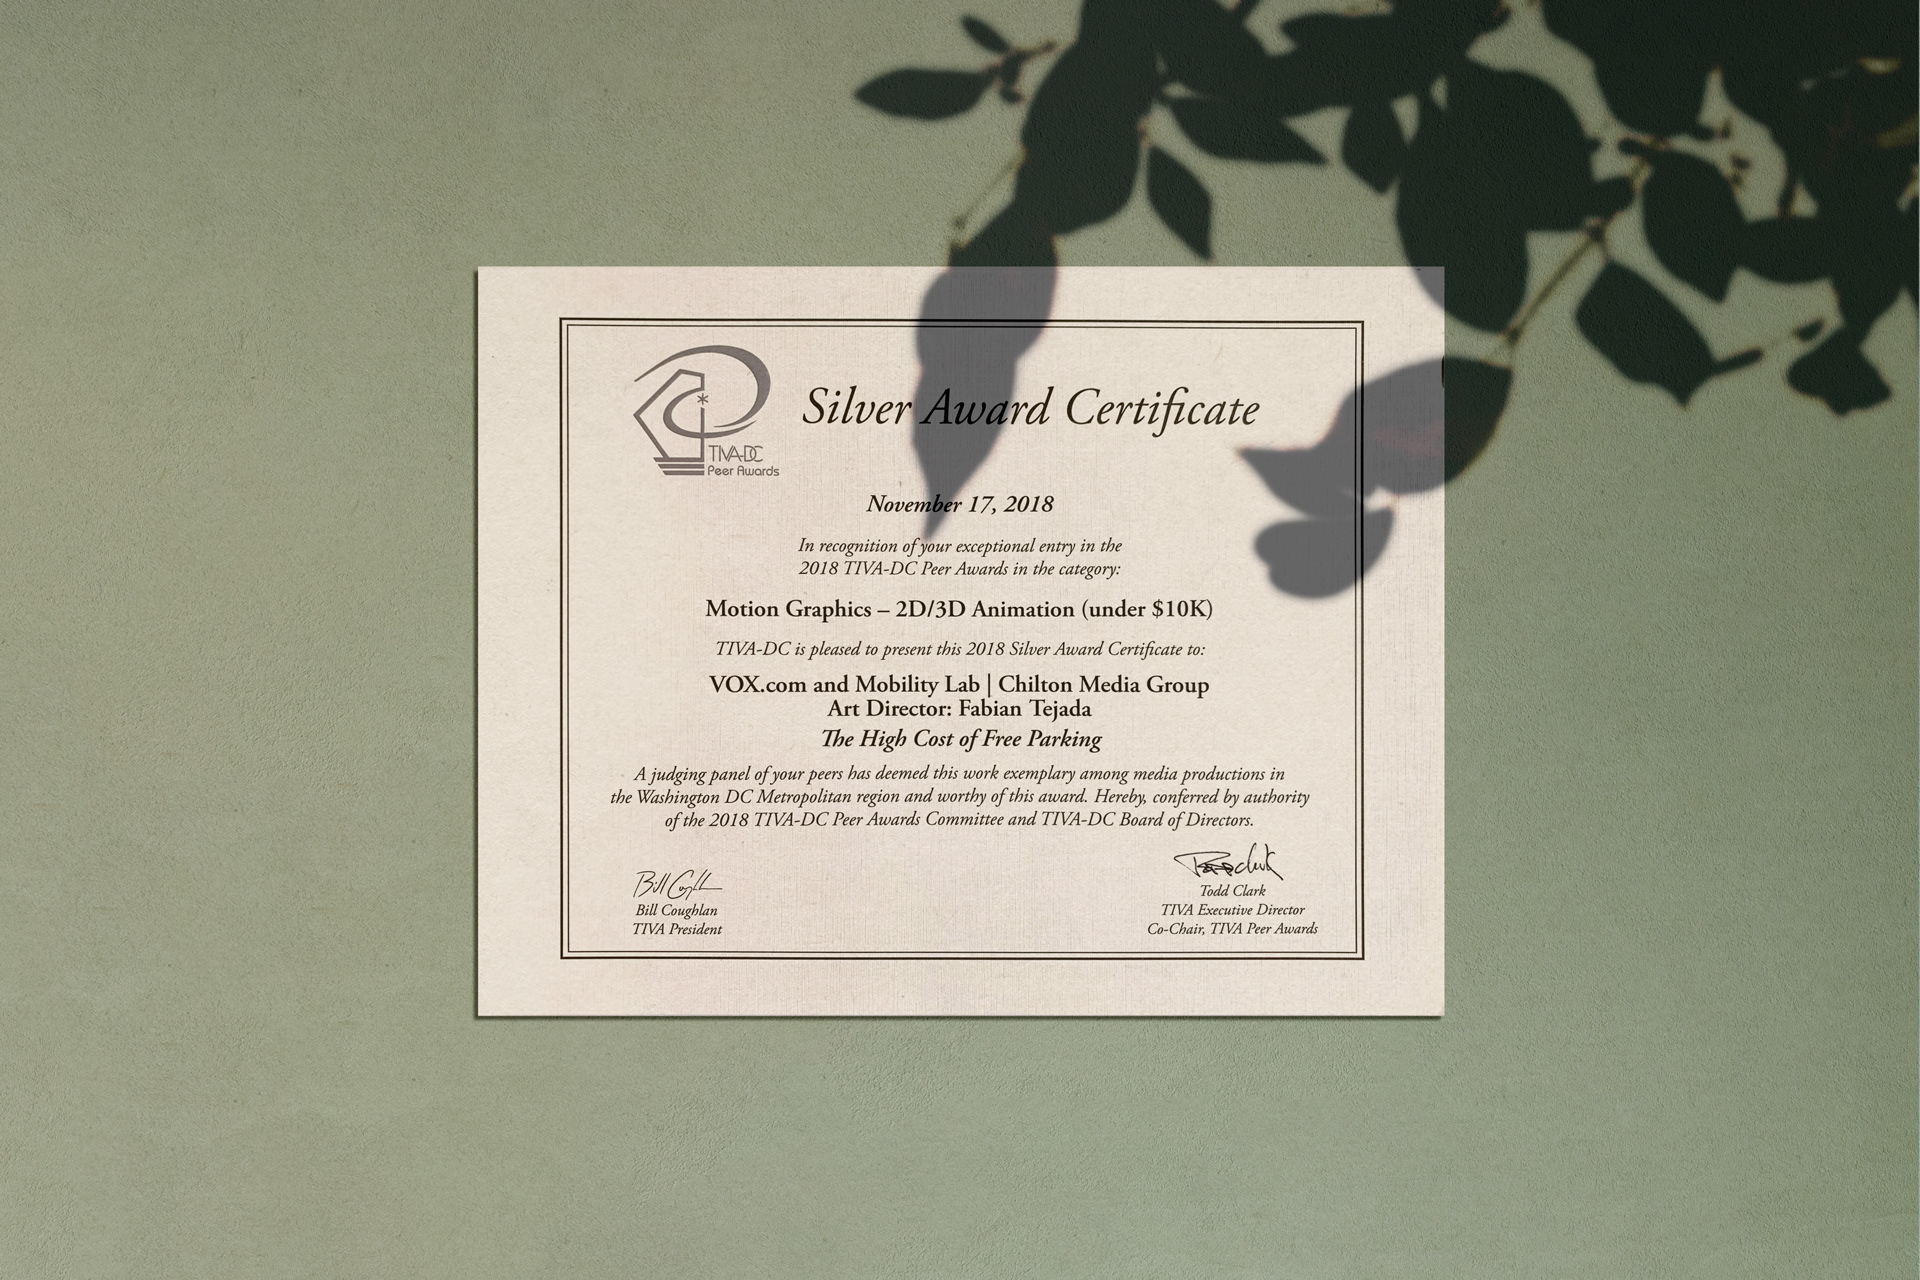 TIVA-DC
Peer Awards
Silver Award Certificate
November 17, 2018
In recognition of your exceptional entry in the
2018 TIVA-DC Peer Awards in the category:
Motion Graphics – 2D/3D Animation (under $10K)
TIVA-DC is pleased to present this 2018 Silver Award Certificate to:
VOX.com and Mobility Lab | Chilton Media Group
Art Director: Fabian Tejada
The High Cost of Free Parking
A judging panel of your peers has deemed this work exemplary among media productions in
the Washington DC Metropolitan region and worthy of this award. Hereby, conferred by authority
of the 2018 TIVA-DC Peer Awards Committee and TIVA-DC Board of Directors.
Bill Coughlan
TIVA President
Todd Clark
TIVA Executive Director
Co-Chair, TIVA Peer Awards